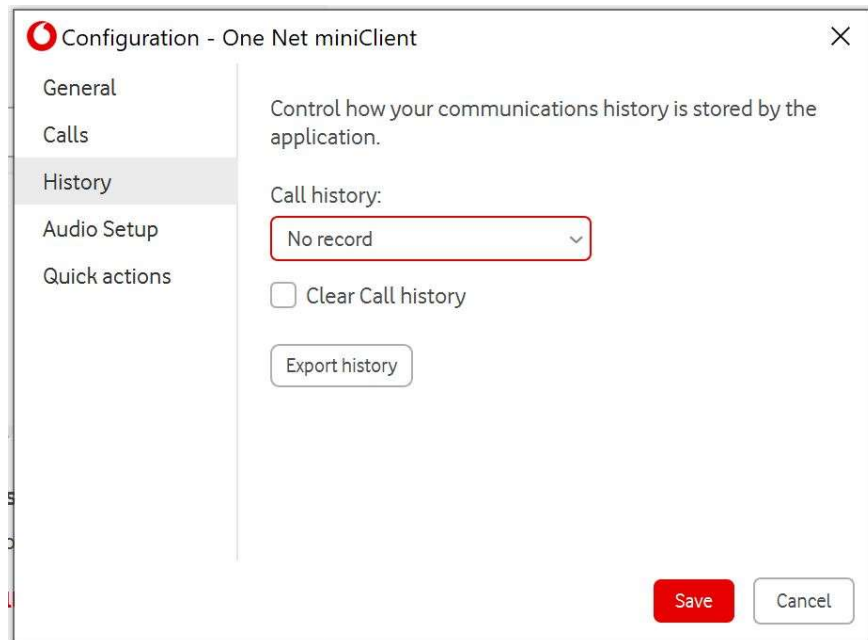 Configuration - One Net miniClient
General
Calls
History
Audio Setup
Quick actions
Control how your communications history is stored by the
application.
Call history:
No record
Clear Call history
Export history
Save
Cancel